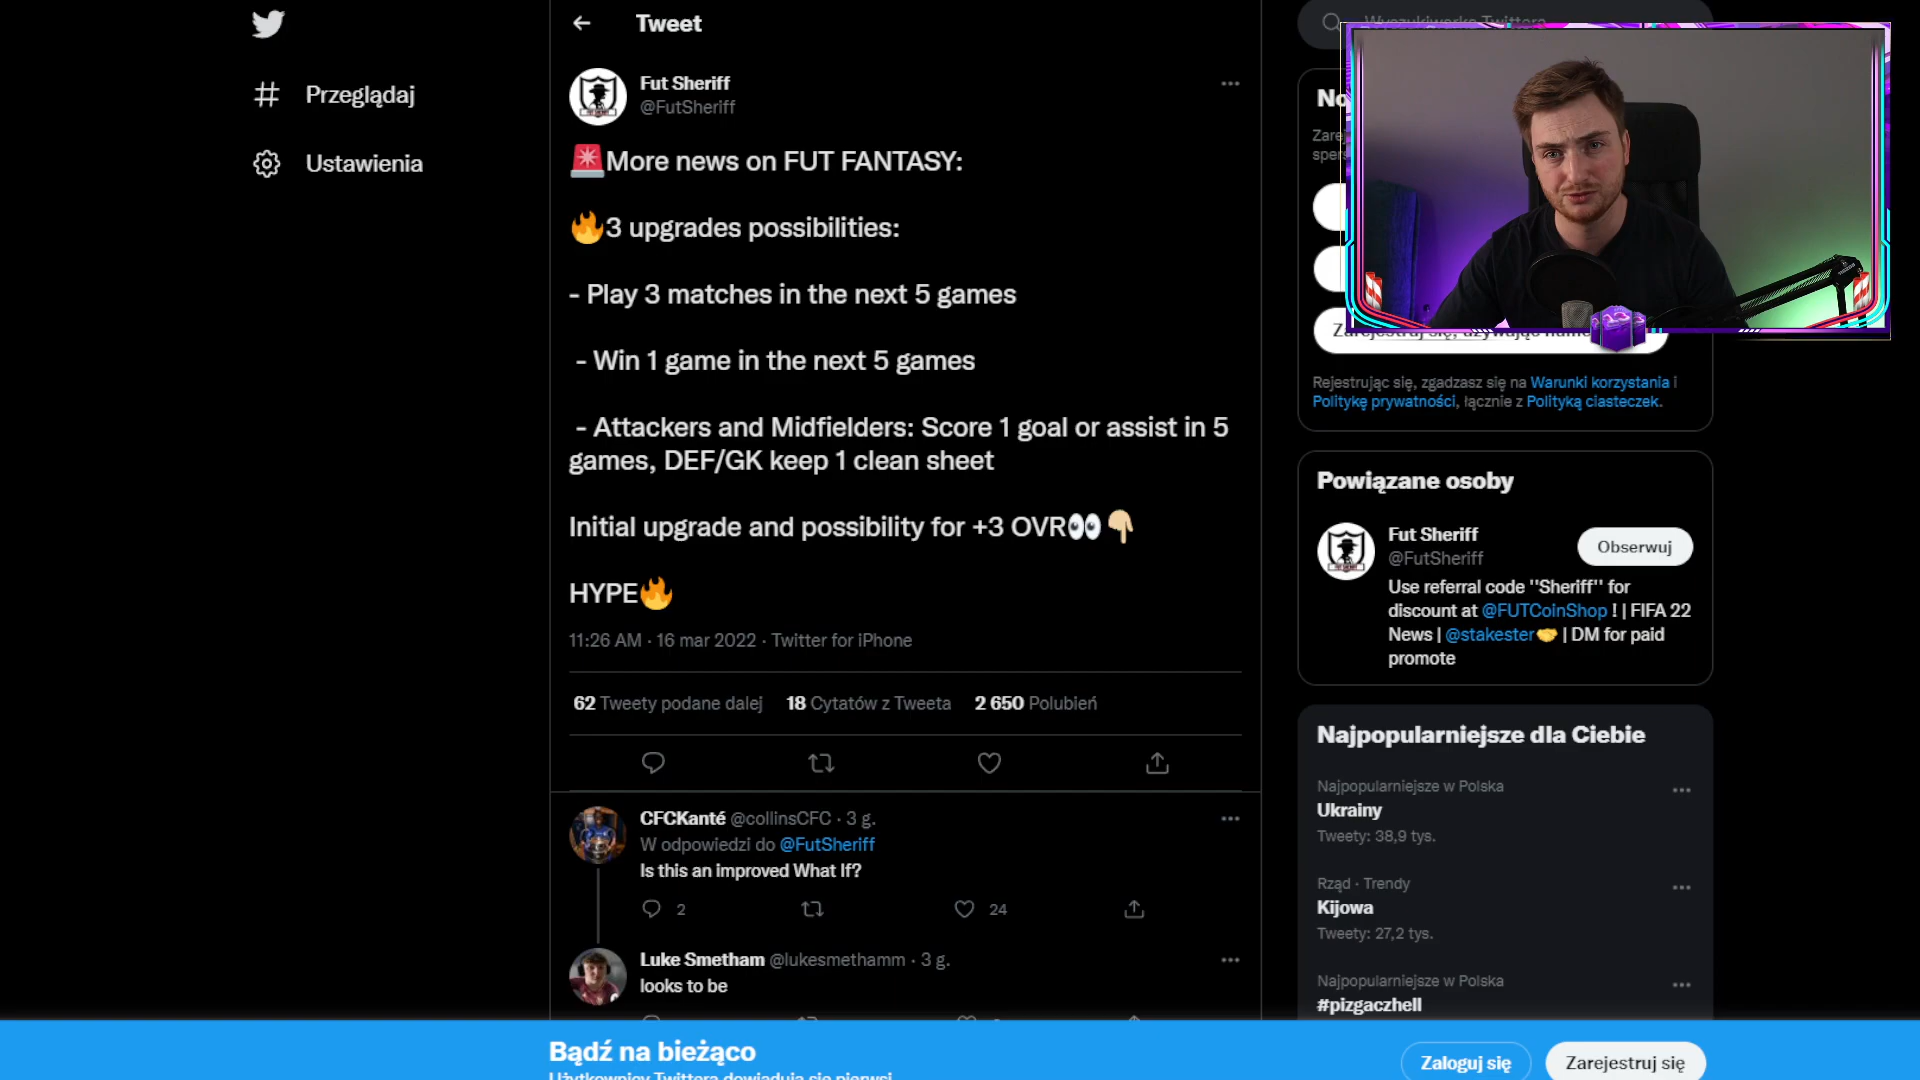 Tweet
Przeglądaj
Ustawienia
Fut Sheriff
@FutSheriff
More news on FUT FANTASY:
3 upgrades possibilities:
- Play 3 matches in the next 5 games
- Win 1 game in the next 5 games
- Attackers and Midfielders: Score 1 goal or assist in 5
games, DEF/GK keep 1 clean sheet
Initial upgrade and possibility for +3 OVR
HYPE
11:26 AM · 16 mar 2022 · Twitter for iPhone
62 Tweety podane dalej 18 Cytatów z Tweeta 2 650 Polubień
CFCKanté @collinsCFC · 3 g.
W odpowiedzi do @FutSheriff
Is this an improved What If?
2 24
Luke Smetham @lukesmethamm · 3 g.
looks to be
Rejestrując się, zgadzasz się na Warunki korzystania i
Politykę prywatności, łącznie z Polityką ciasteczek.
Powiązane osoby
Fut Sheriff
@FutSheriff
Obserwuj
Use referral code "Sheriff" for
discount at @FUTCoinShop ! | FIFA 22
News | @stakester | DM for paid
promote
Najpopularniejsze dla Ciebie
Najpopularniejsze w Polska
Ukrainy
Tweety: 38,9 tys.
Rząd · Trendy
Kijowa
Tweety: 27,2 tys.
Najpopularniejsze w Polska
#pizgaczhell
Bądź na bieżąco
Użytkownicy Twittera dowiadują się pierwsi
Zaloguj się
Zarejestruj się